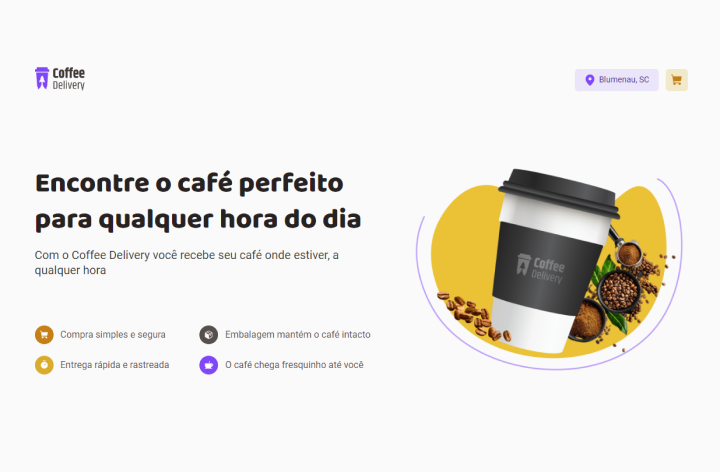 Coffee
Delivery
Blumenau, SC
Encontre o café perfeito
para qualquer hora do dia
Com o Coffee Delivery você recebe seu café onde estiver, a
qualquer hora
Compra simples e segura
Embalagem mantém o café intacto
Entrega rápida e rastreada
O café chega fresquinho até você
Coffee
Delivery